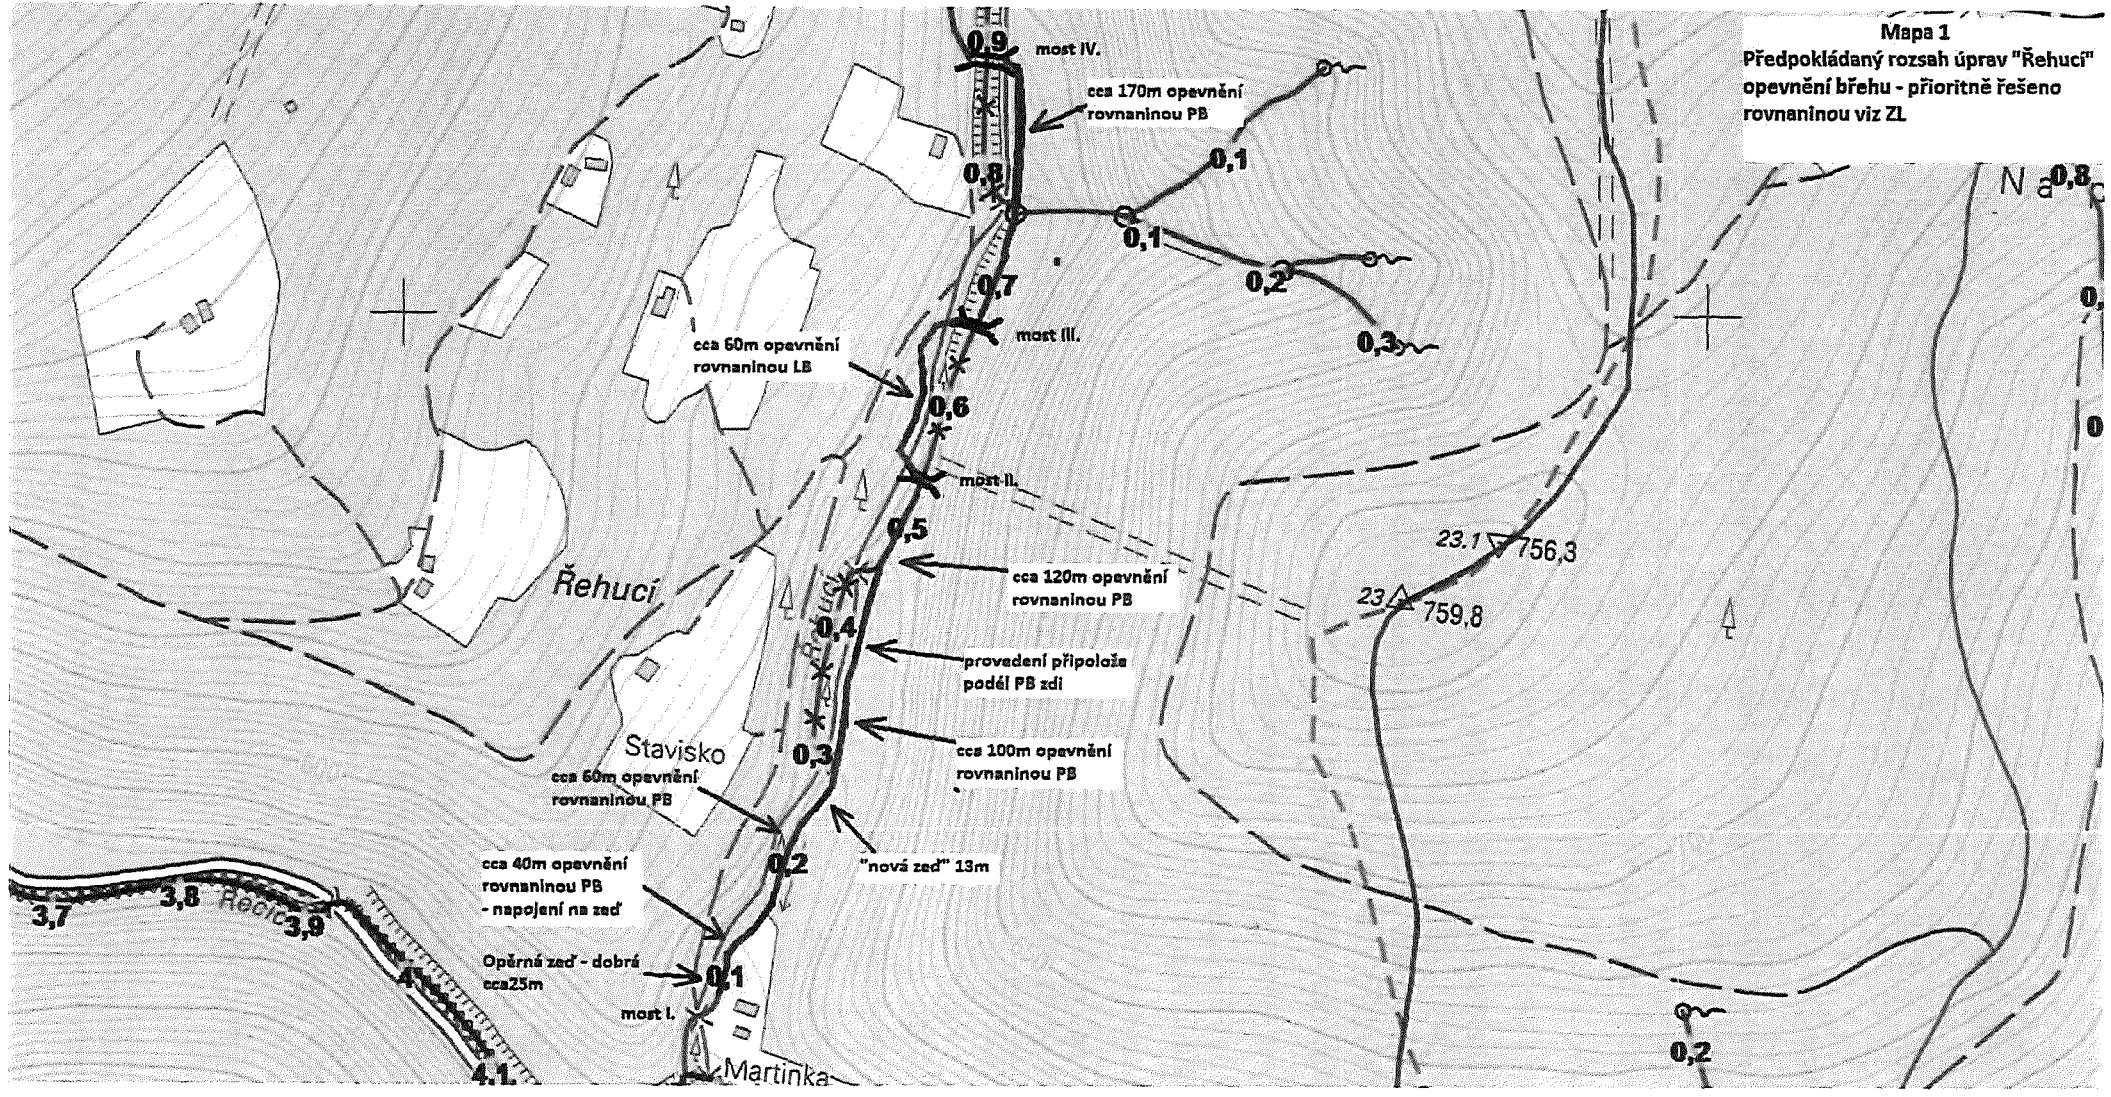 Mapa 1
Předpokládaný rozsah úprav "Řehucí"
opevnění břehu - přioritně řešeno
rovnaninou viz ZL
0,9
most IV.
cca 170m opevnění
rovnaninou PB
0,1
0,8
0,8
N a p
0,1
0,7
0,2
0,
most III.
0,3
cca 60m opevnění
rovnaninou LB
0,6
0
most II.
0,5
23.1
756,3
cca 120m opevnění
rovnaninou PB
Řehucí
23
759,8
0,4
provedení přípolože
podél PB zdi
0,3
Stavisko
cca 100m opevnění
rovnaninou PB
cca 60m opevnění
rovnaninou PB
0,2
"nová zeď" 13m
cca 40m opevnění
rovnaninou PB
- napojení na zeď
3,7
3,8
3,9
Opěrná zeď - dobrá
cca25m
0,1
most I.
0,2
4,1
Martinka